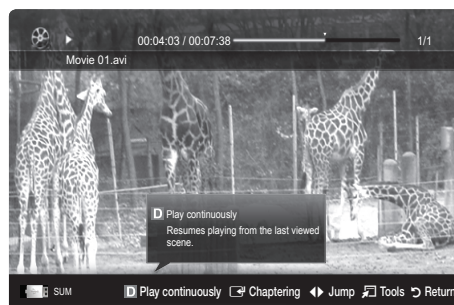 00:04:03 / 00:07:38 1/1
Movie 01.avi
D Play continuously
Resumes playing from the last viewed
scene.
SUM D Play continuously Chaptering Jump Tools Return